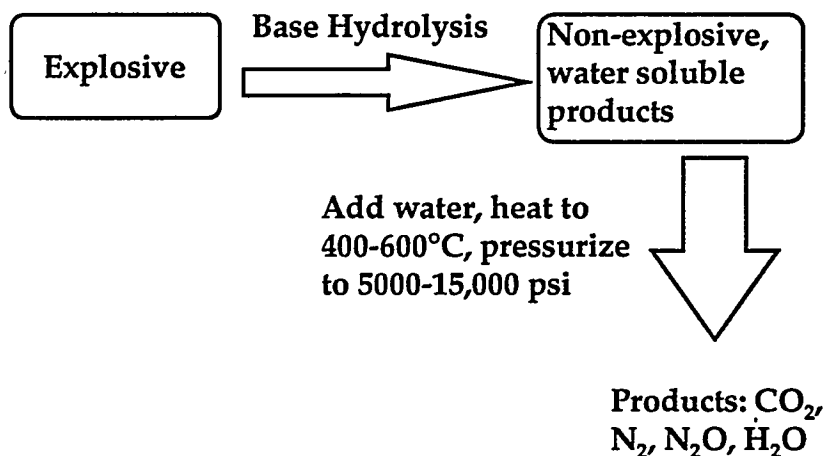 Base Hydrolysis
Explosive
Non-explosive,
water soluble
products
Add water, heat to
400-600°C, pressurize
to 5000-15,000 psi
Products: CO₂,
N₂, N₂O, H₂O